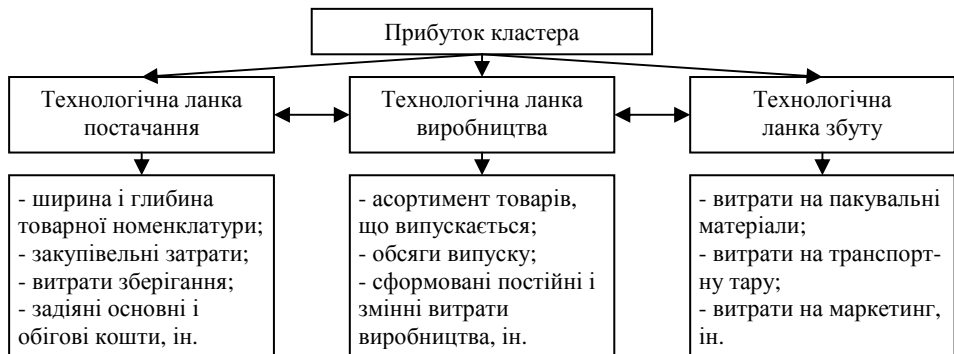 Прибуток кластера
Технологічна ланка
постачання
Технологічна ланка
виробництва
Технологічна
ланка збуту
- ширина і глибина
товарної номенклатури;
- закупівельні затрати;
- витрати зберігання;
- задіяні основні і
обігові кошти, ін.
- асортимент товарів,
що випускається;
- обсяги випуску;
- сформовані постійні і
змінні витрати
виробництва, ін.
- витрати на пакувальні
матеріали;
- витрати на транспорт-
ну тару;
- витрати на маркетинг,
ін.